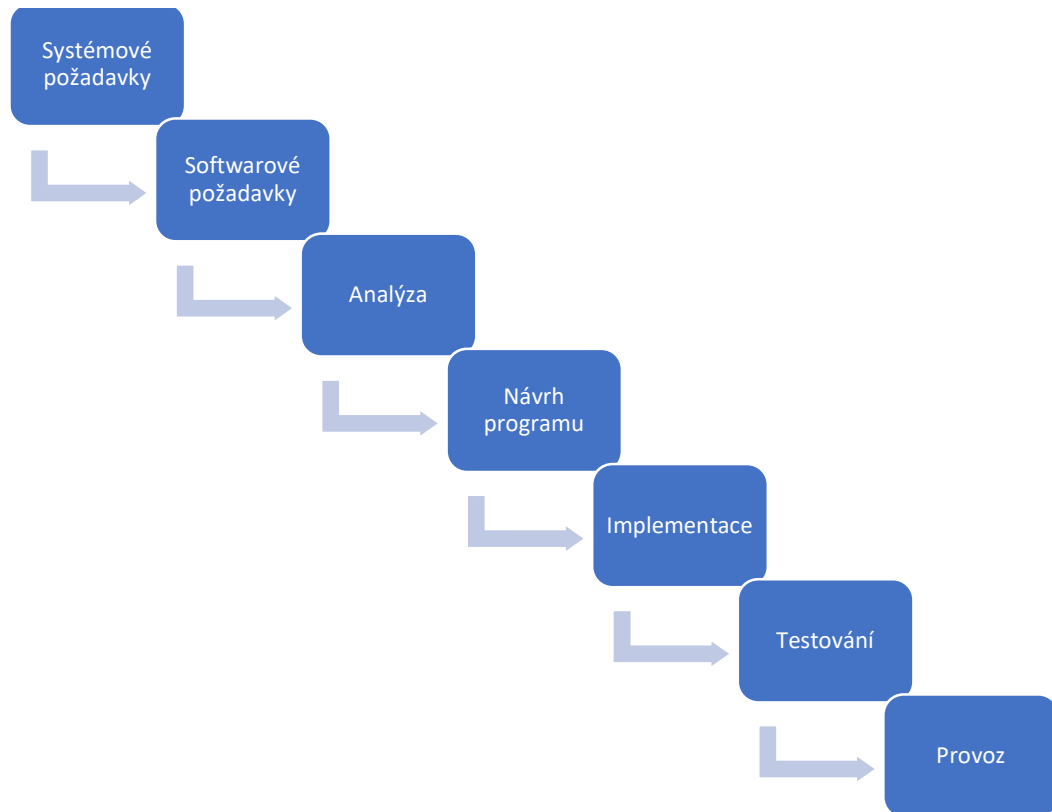 Systémové
požadavky
Softwarové
požadavky
Analýza
Návrh
programu
Implementace
Testování
Provoz